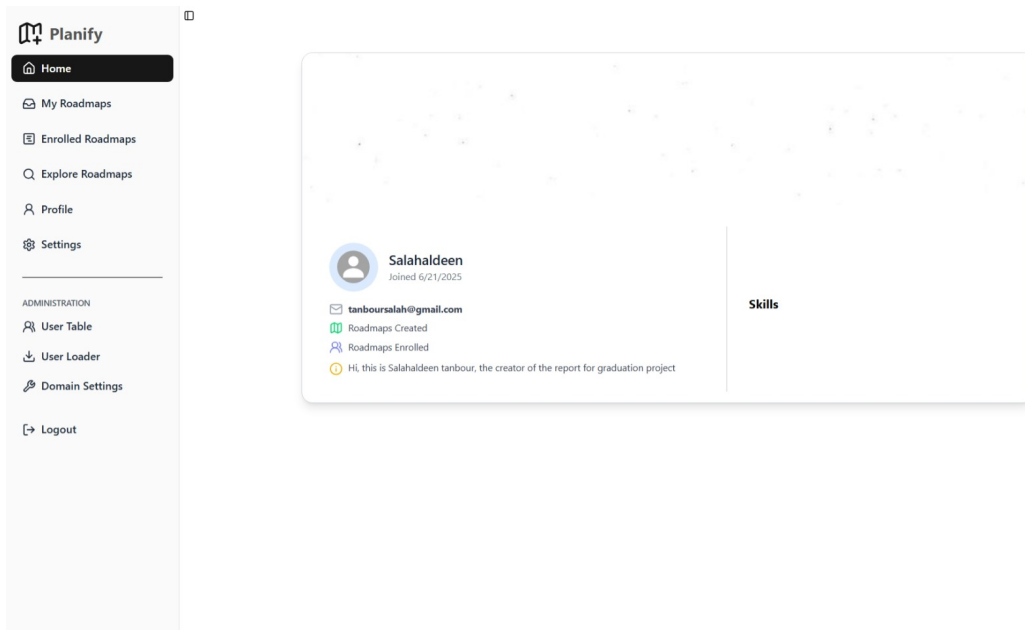 Planify
Home
My Roadmaps
Enrolled Roadmaps
Explore Roadmaps
Profile
Settings
ADMINISTRATION
User Table
User Loader
Domain Settings
Logout
Salahaldeen
Joined 6/21/2025
tanboursalah@gmail.com
Roadmaps Created
Roadmaps Enrolled
Hi, this is Salahaldeen tanbour, the creator of the report for graduation project
Skills